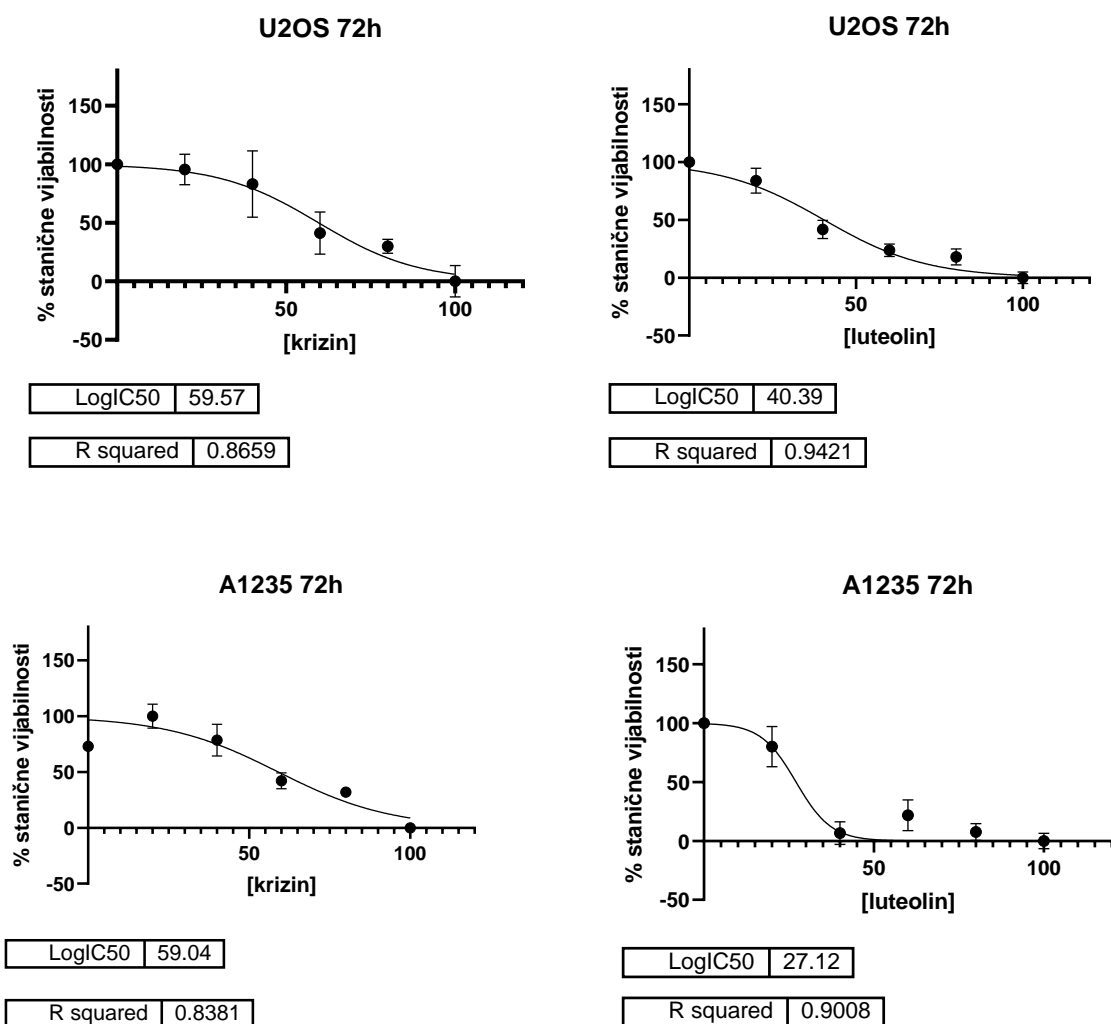 U2OS 72h
% stanične vijabilnosti
150
100
50
0
-50
50
100
[krizin]
LogIC50 59.57
R squared 0.8659
U2OS 72h
% stanične vijabilnosti
150
100
50
0
-50
50
100
[luteolin]
LogIC50 40.39
R squared 0.9421
A1235 72h
% stanične vijabilnosti
150
100
50
0
-50
50
100
[krizin]
LogIC50 59.04
R squared 0.8381
A1235 72h
% stanične vijabilnosti
150
100
50
0
-50
50
100
[luteolin]
LogIC50 27.12
R squared 0.9008